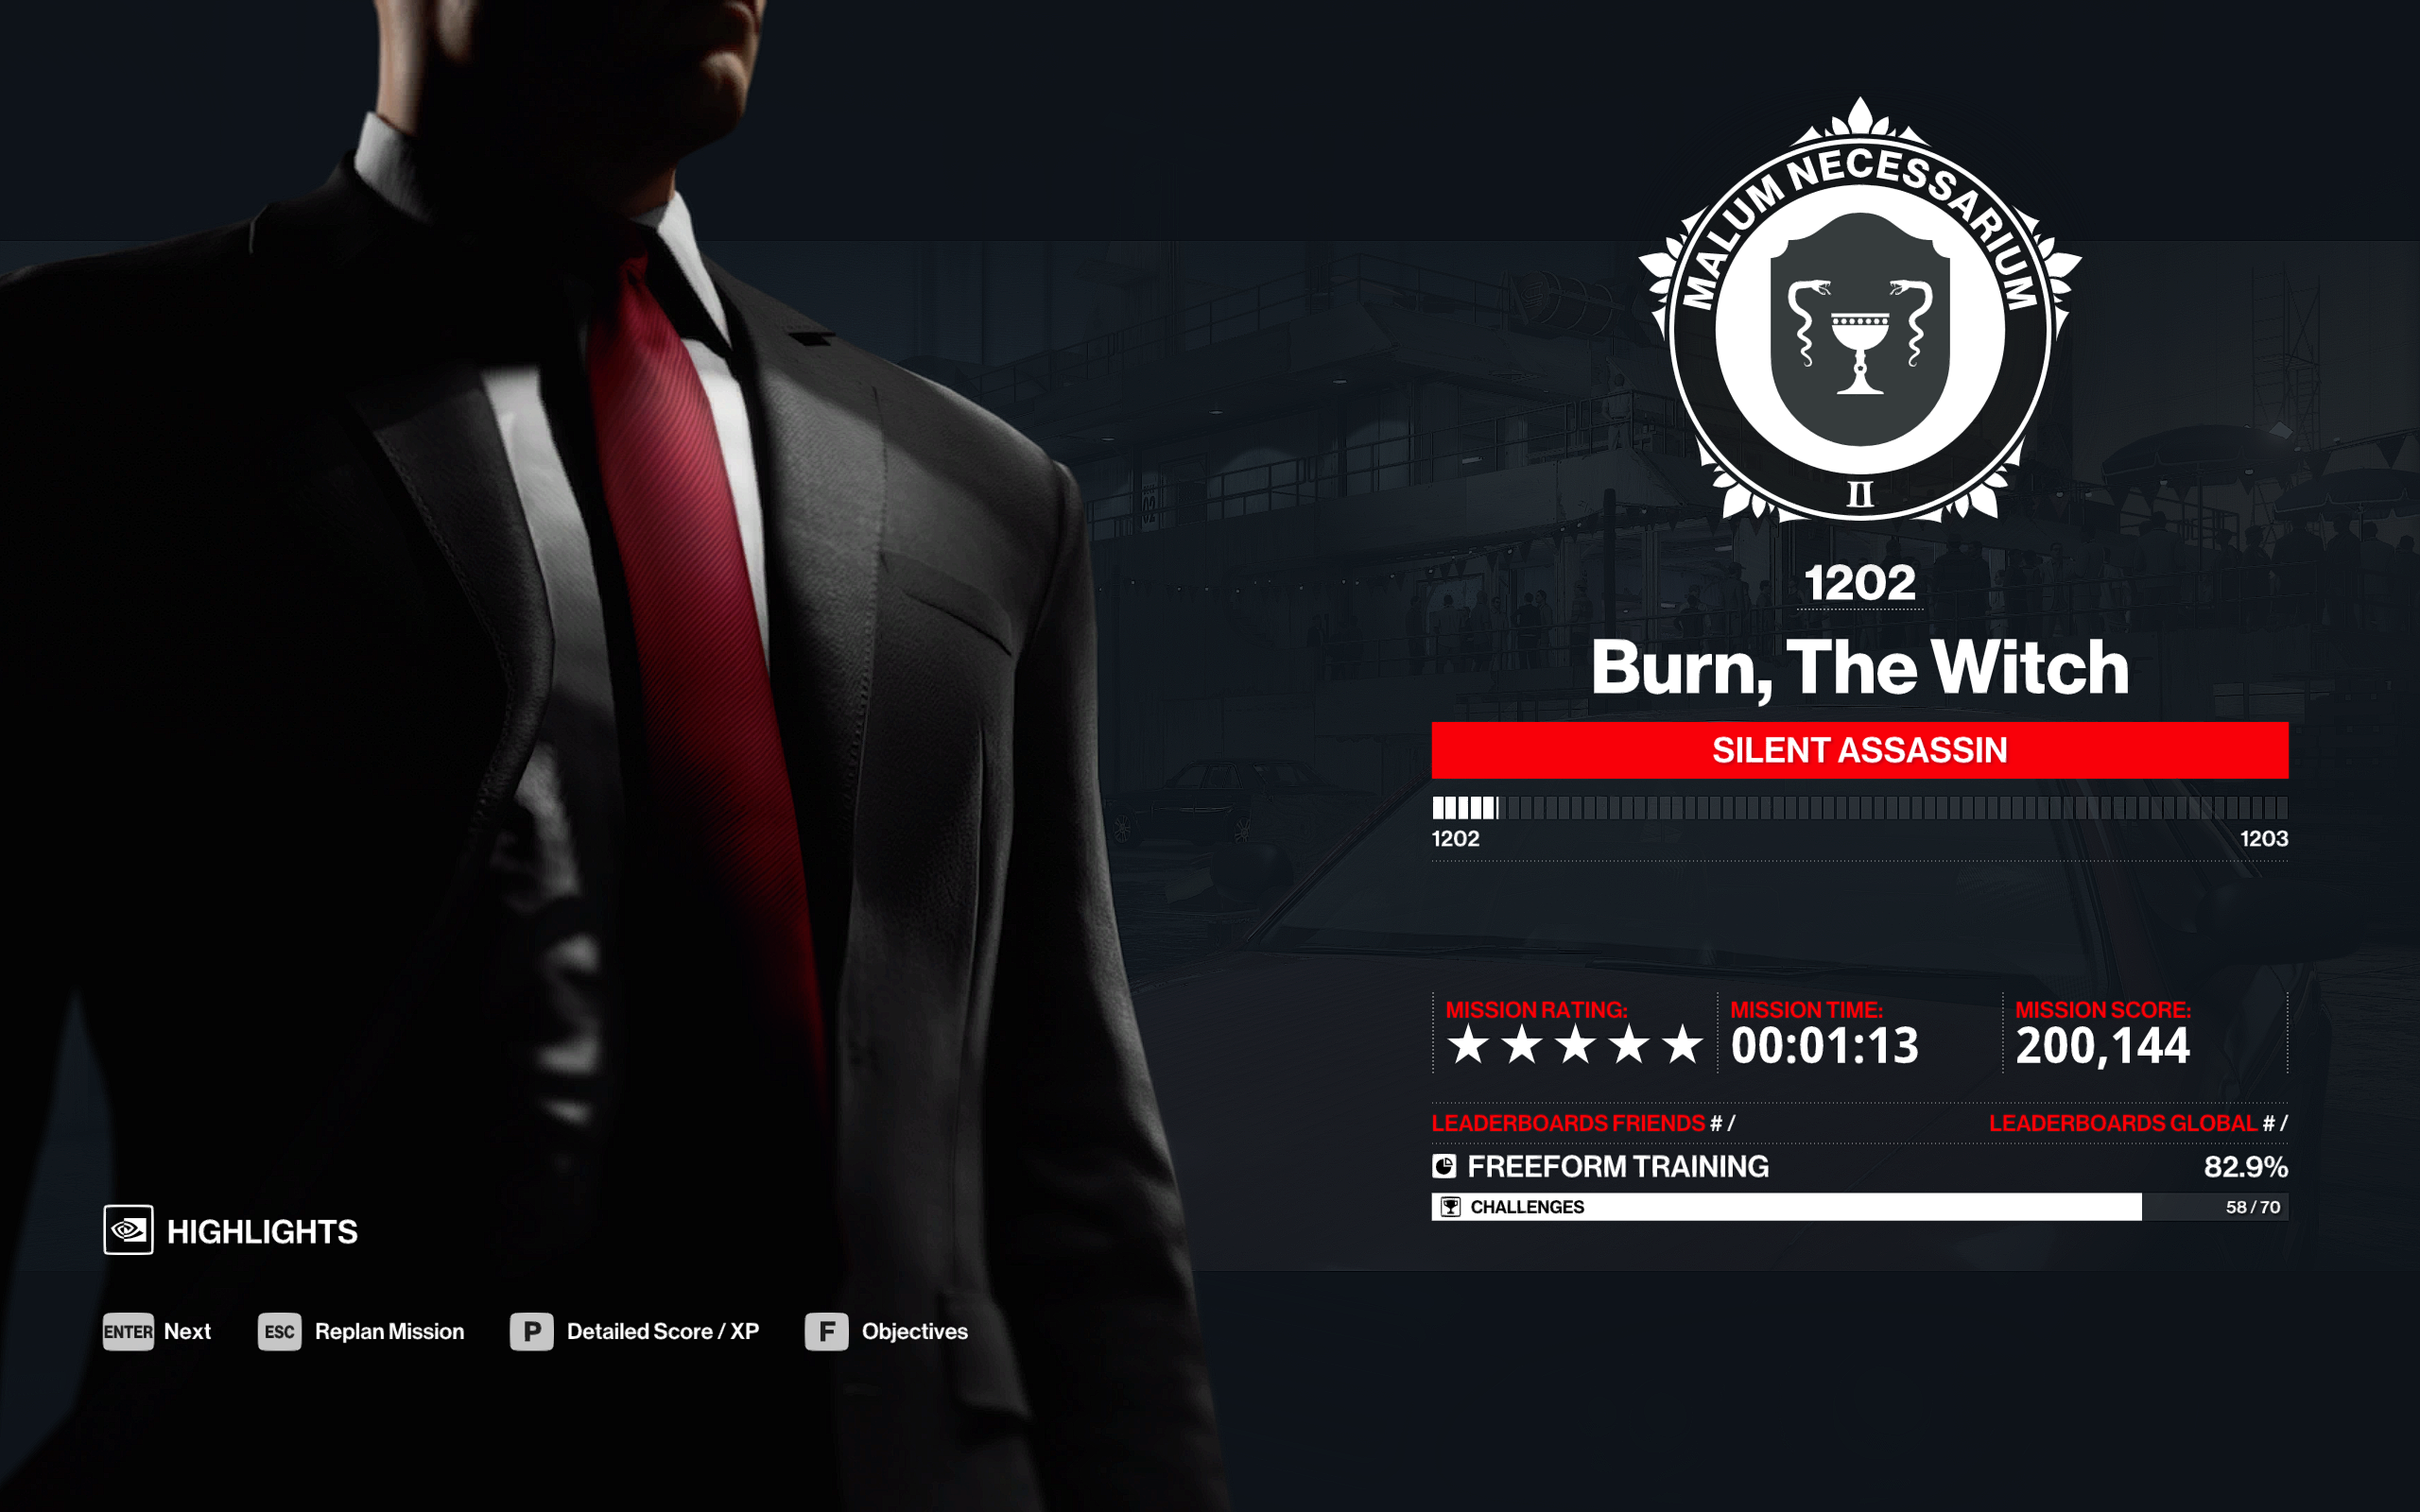 MALUM NECESSARIUM
II
1202
Burn, The Witch
SILENT ASSASSIN
1202 1203
MISSION RATING: MISSION TIME: MISSION SCORE:
00:01:13 200,144
LEADERBOARDS FRIENDS # / LEADERBOARDS GLOBAL # /
FREEFORM TRAINING 82.9%
CHALLENGES 58 / 70
HIGHLIGHTS
ENTER Next ESC Replan Mission P Detailed Score / XP F Objectives